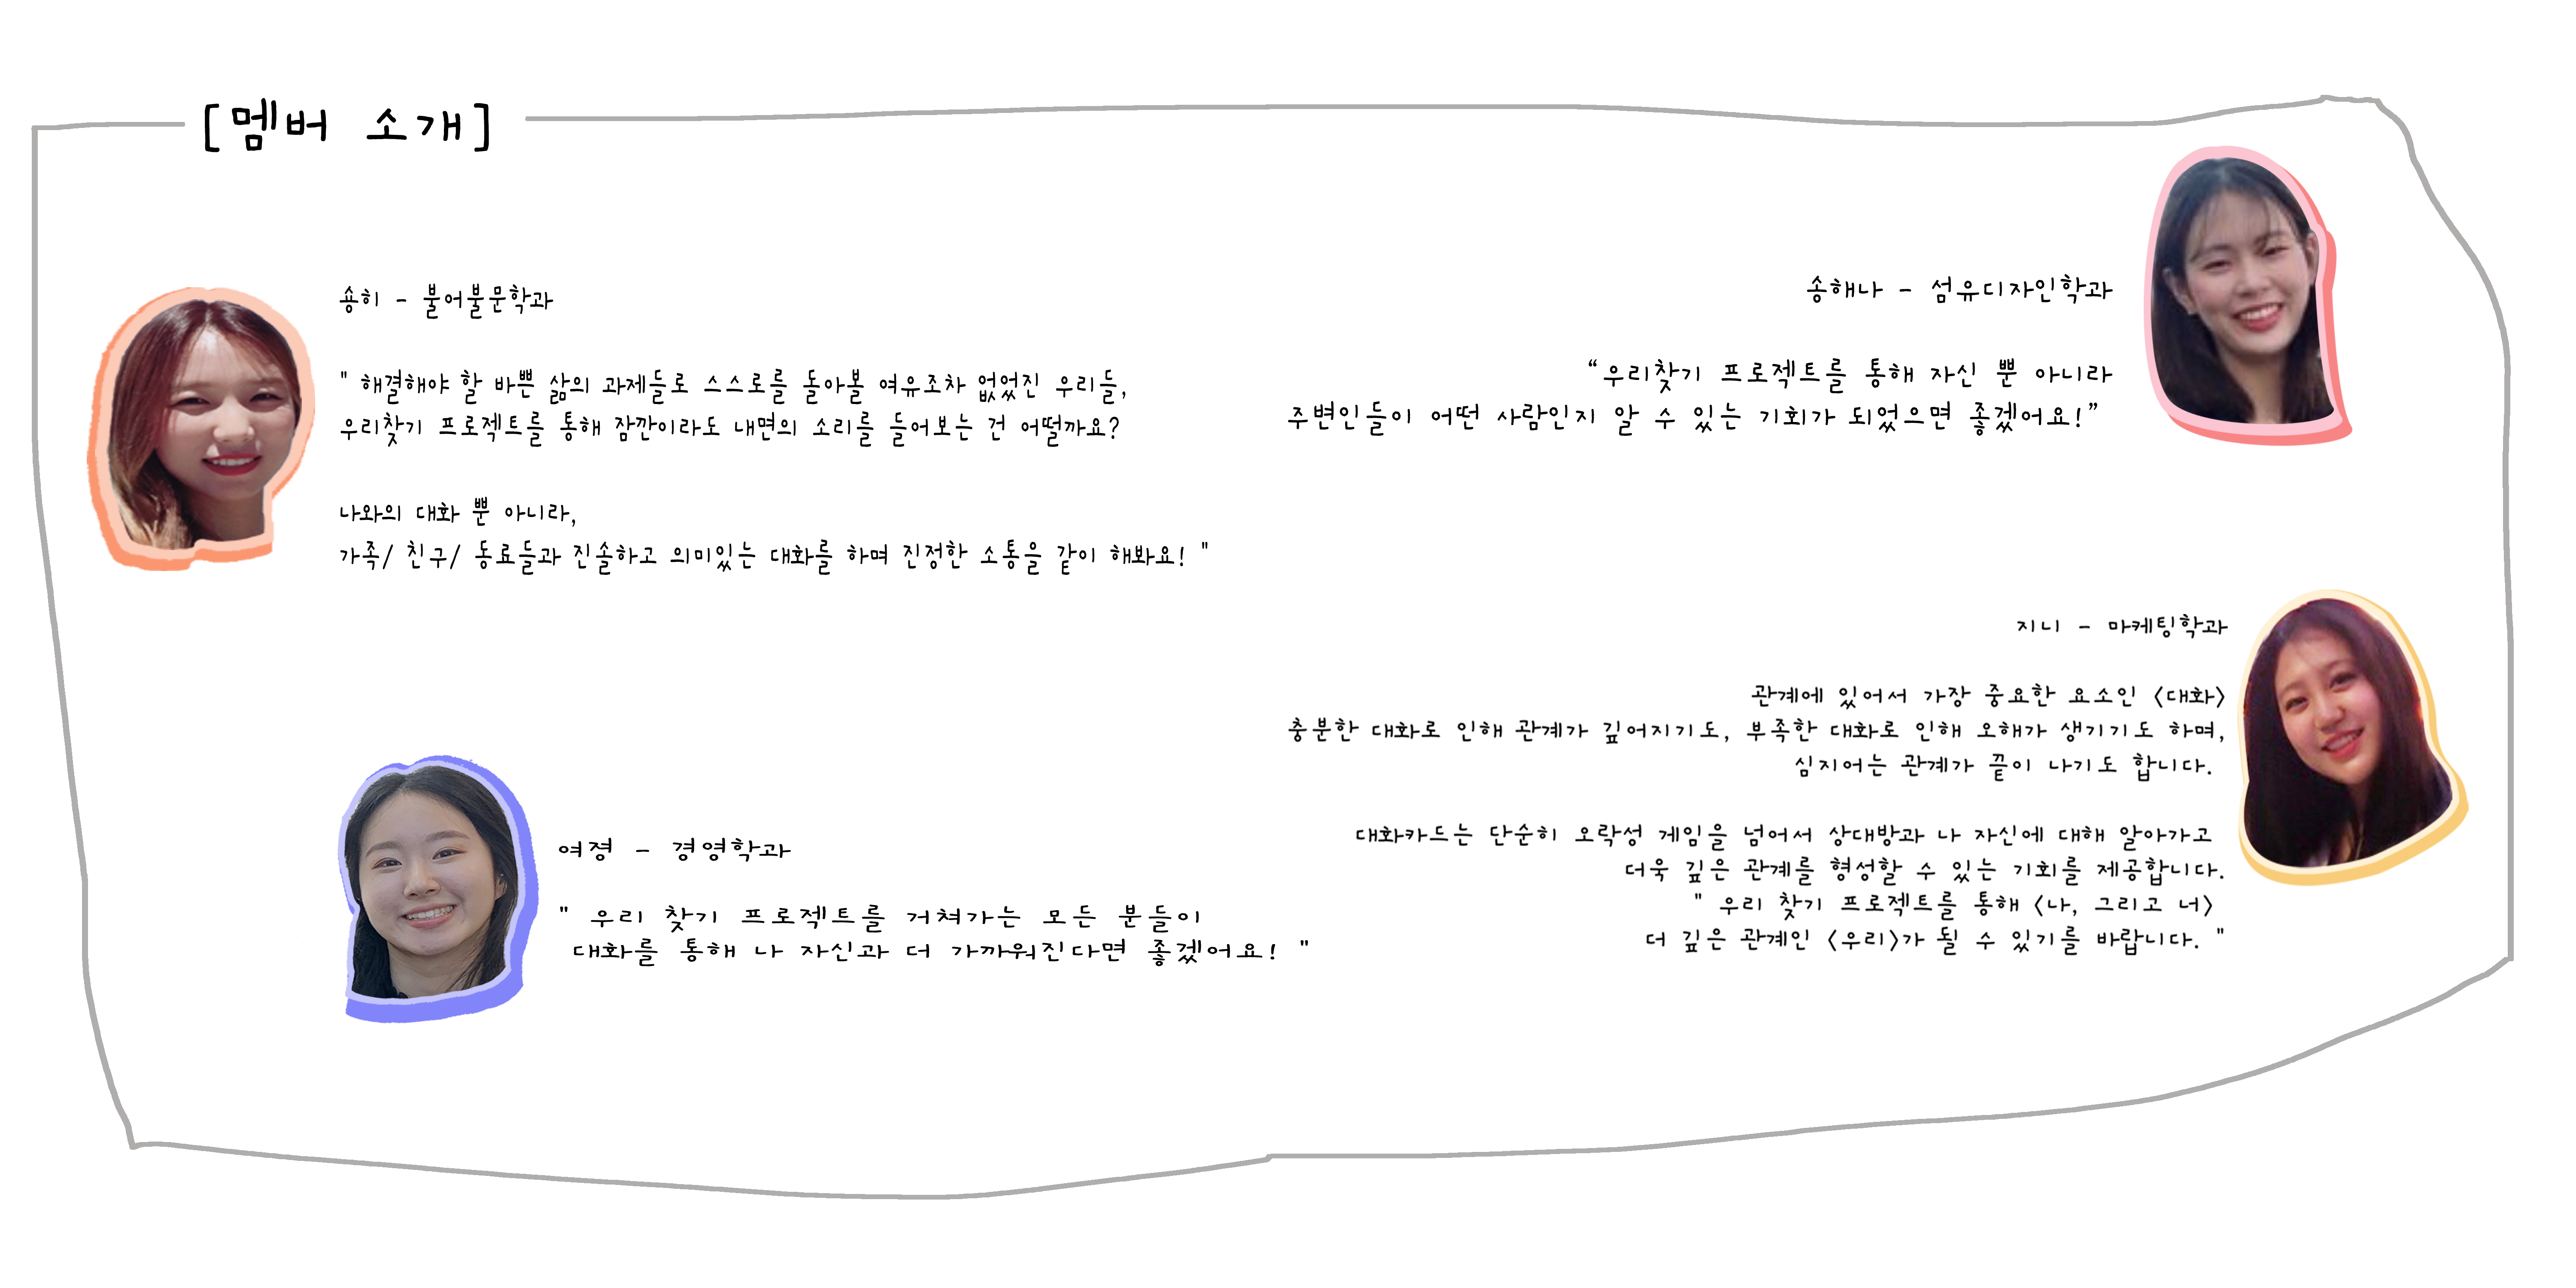 [멤버 소개]
숑히 - 불어불문학과
" 해결해야 할 바쁜 삶의 과제들로 스스로를 돌아볼 여유조차 없었진 우리들,
우리찾기 프로젝트를 통해 잠깐이라도 내면의 소리를 들어보는 건 어떨까요?
나와의 대화 뿐 아니라,
가족/ 친구/ 동료들과 진솔하고 의미있는 대화를 하며 진정한 소통을 같이 해봐요! "
송해나 - 섬유디자인학과
“우리찾기 프로젝트를 통해 자신 뿐 아니라
주변인들이 어떤 사람인지 알 수 있는 기회가 되었으면 좋겠어요!”
지니 - 마케팅학과
관계에 있어서 가장 중요한 요소인 <대화>
충분한 대화로 인해 관계가 깊어지기도, 부족한 대화로 인해 오해가 생기기도 하며,
심지어는 관계가 끝이 나기도 합니다.
대화카드는 단순히 오락성 게임을 넘어서 상대방과 나 자신에 대해 알아가고
더욱 깊은 관계를 형성할 수 있는 기회를 제공합니다.
" 우리 찾기 프로젝트를 통해 <나, 그리고 너>
더 깊은 관계인 <우리>가 될 수 있기를 바랍니다. "
여졍 - 경영학과
" 우리 찾기 프로젝트를 거쳐가는 모든 분들이
대화를 통해 나 자신과 더 가까워진다면 좋겠어요! "